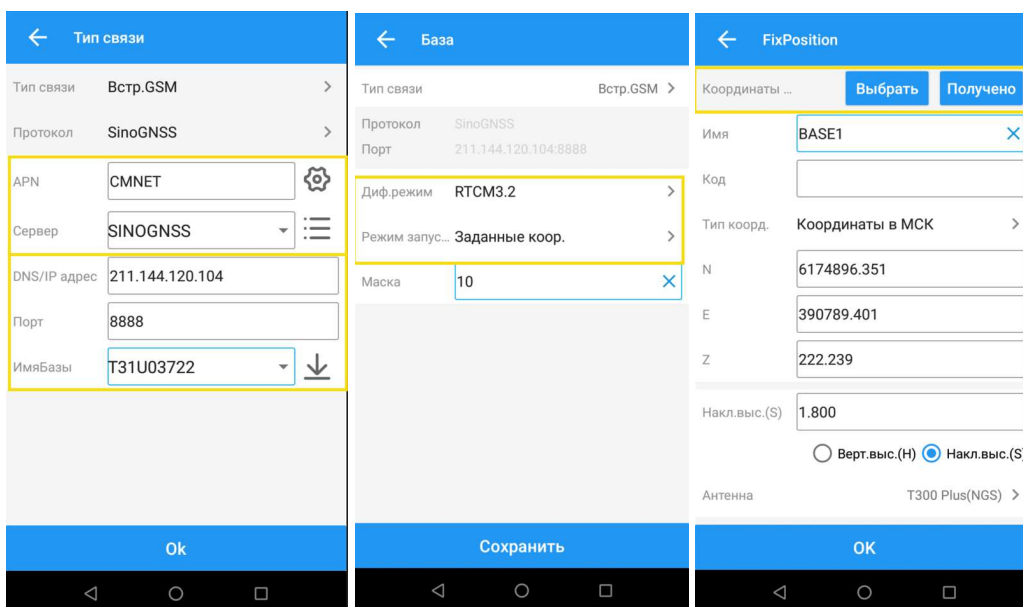 Тип связи
Тип связи Встр.GSM
Протокол SinoGNSS
APN CMNET
Сервер SINOGNSS
DNS/IP адрес 211.144.120.104
Порт 8888
ИмяБазы T31U03722
Ok
База
Тип связи Встр.GSM
Протокол SinoGNSS
Порт 211.144.120.104:8888
Диф.режим RTCM3.2
Режим запус... Заданные коор.
Маска 10
Сохранить
FixPosition
Координаты ... Выбрать Получено
Имя BASE1
Код
Тип коорд. Координаты в МСК
N 6174896.351
E 390789.401
Z 222.239
Накл.выс.(S) 1.800
Верт.выс.(H) Накл.выс.(S)
Антенна T300 Plus(NGS)
OK